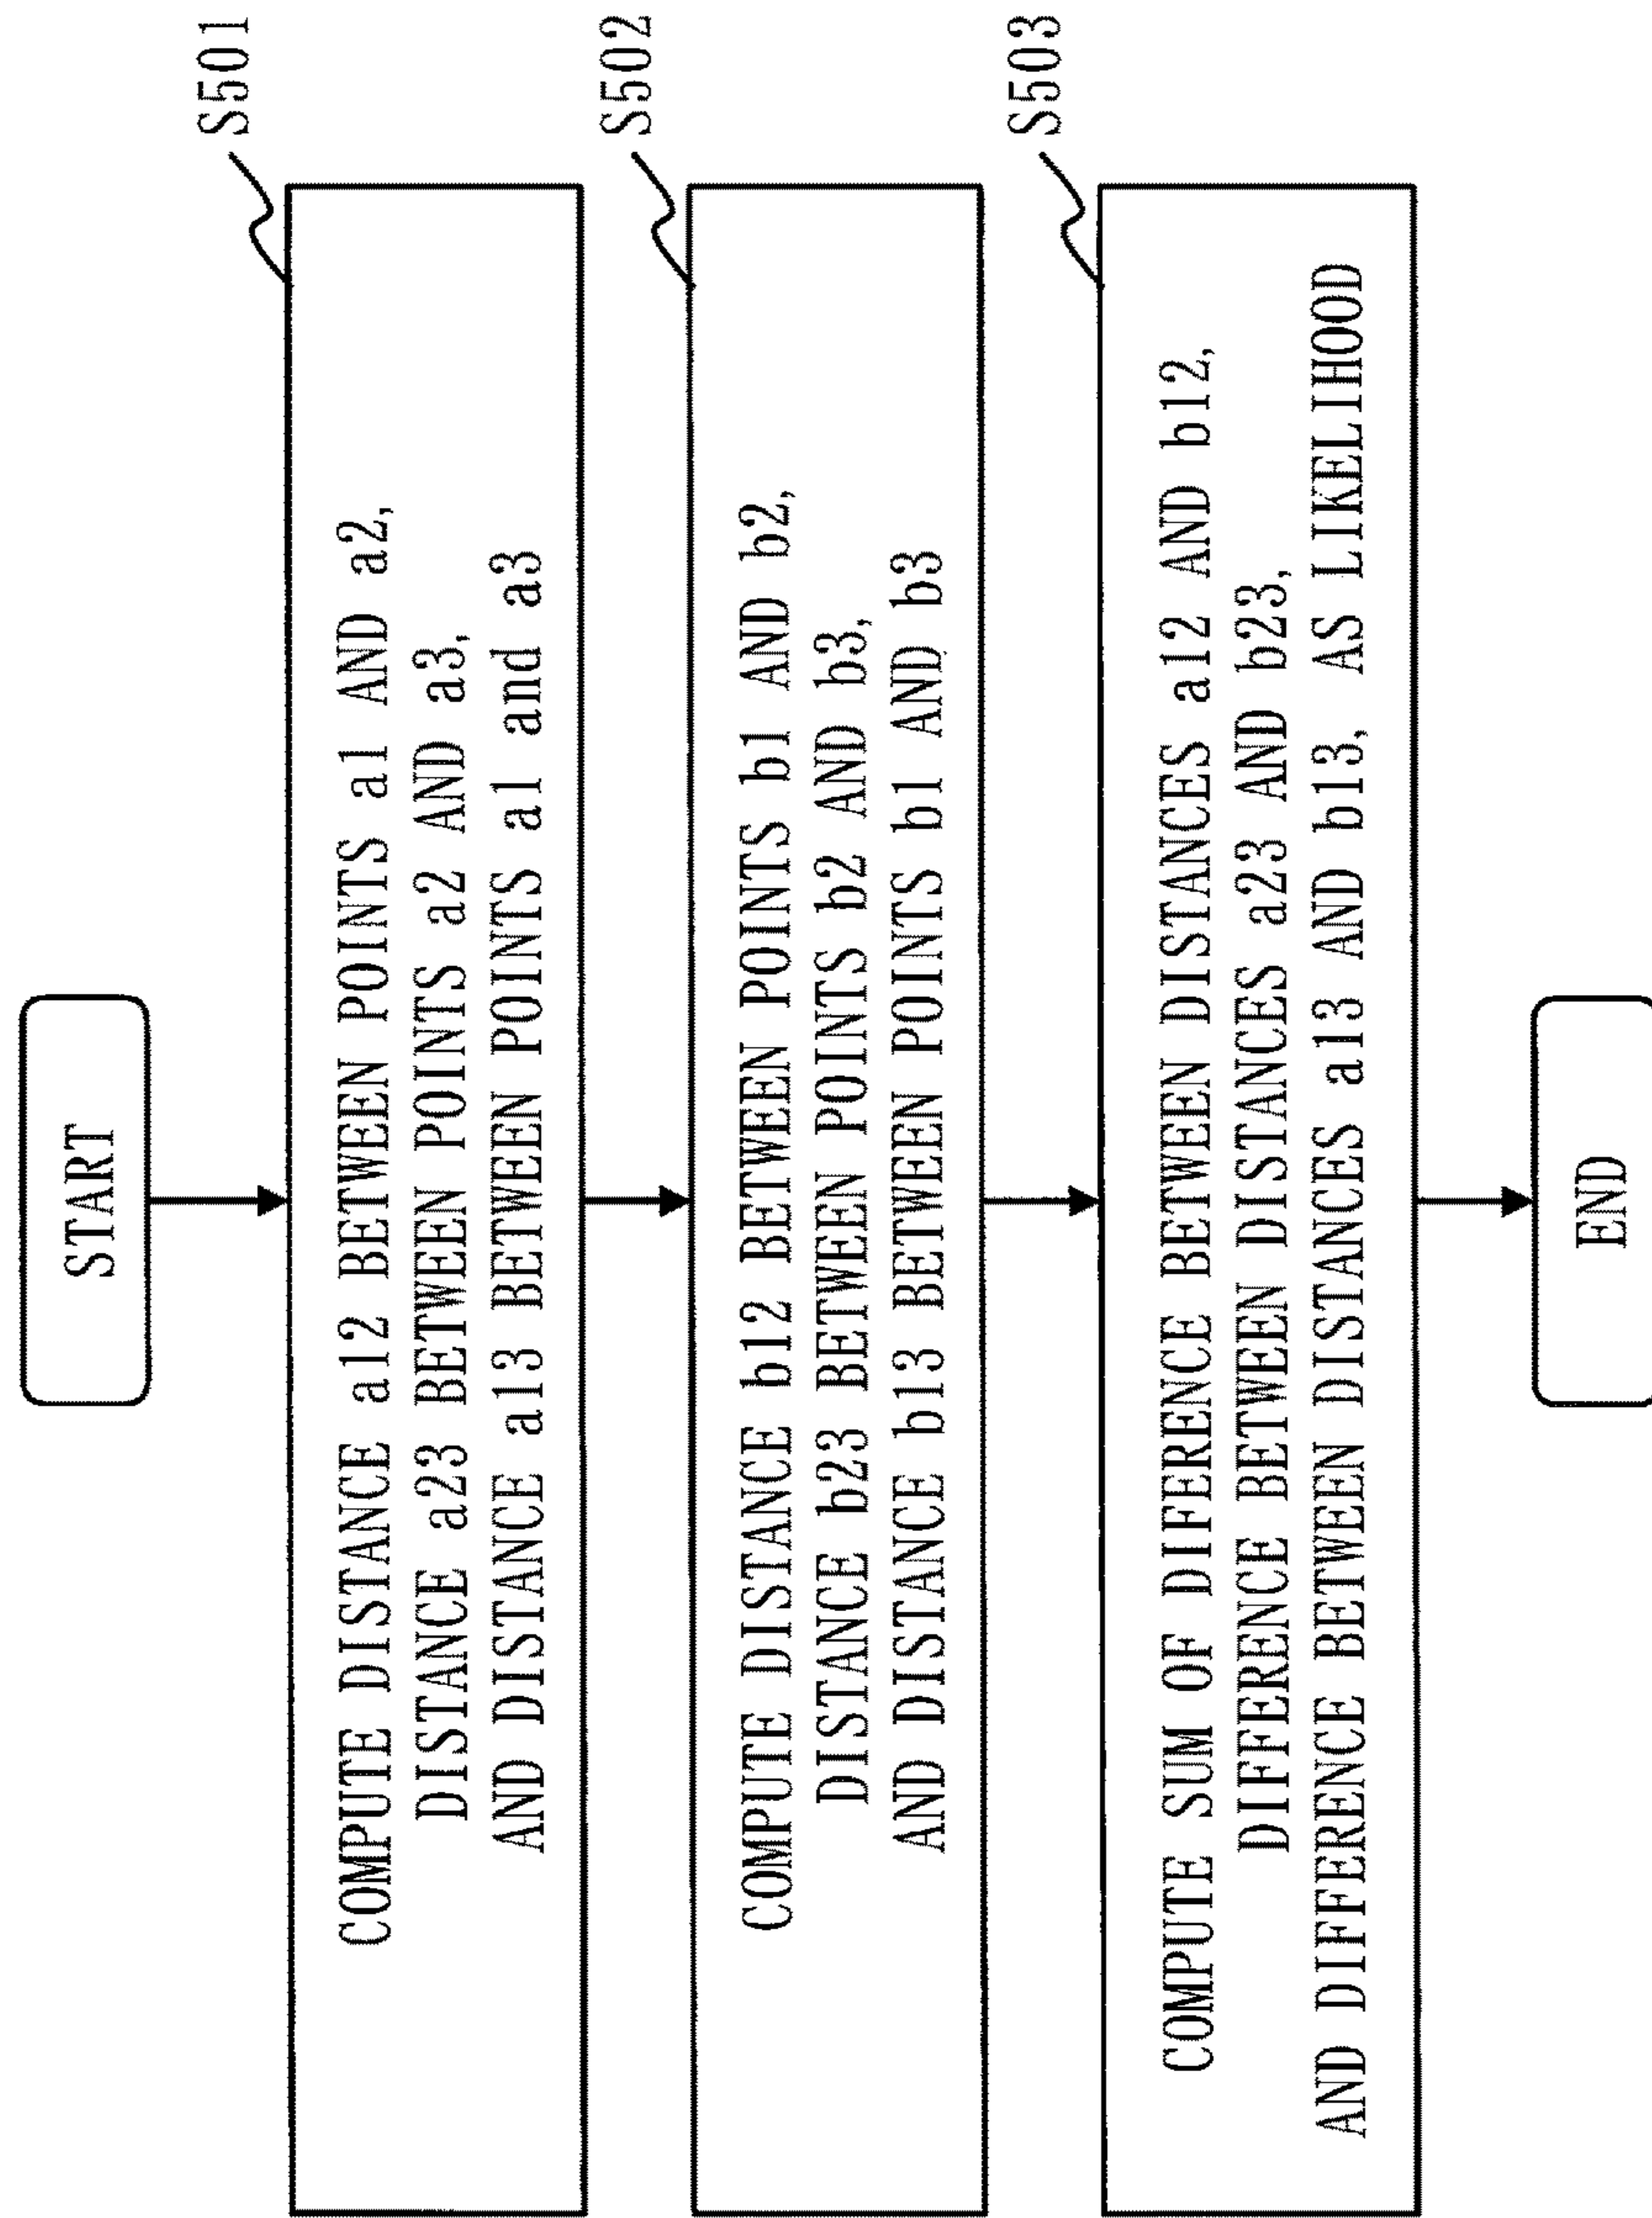 START
S501
COMPUTE DISTANCE a12 BETWEEN POINTS a1 AND a2,
DISTANCE a23 BETWEEN POINTS a2 AND a3,
AND DISTANCE a13 BETWEEN POINTS a1 and a3
S502
COMPUTE DISTANCE b12 BETWEEN POINTS b1 AND b2,
DISTANCE b23 BETWEEN POINTS b2 AND b3,
AND DISTANCE b13 BETWEEN POINTS b1 AND b3
S503
COMPUTE SUM OF DIFFERENCE BETWEEN DISTANCES a12 AND b12,
DIFFERENCE BETWEEN DISTANCES a23 AND b23,
AND DIFFERENCE BETWEEN DISTANCES a13 AND b13, AS LIKELIHOOD
END